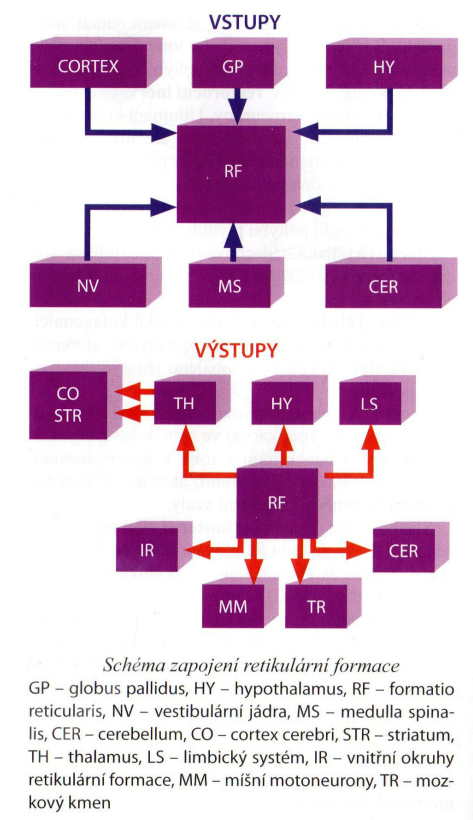 VSTUPY
CORTEX
GP
HY
RF
NV
MS
CER
VÝSTUPY
CO
STR
TH
HY
LS
RF
IR
CER
MM
TR
Schéma zapojení retikulární formace
GP – globus pallidus, HY – hypothalamus, RF – formatio
reticularis, NV – vestibulární jádra, MS – medulla spina-
lis, CER – cerebellum, CO – cortex cerebri, STR – striatum,
TH – thalamus, LS – limbický systém, IR – vnitřní okruhy
retikulární formace, MM – míšní motoneurony, TR – moz-
kový kmen